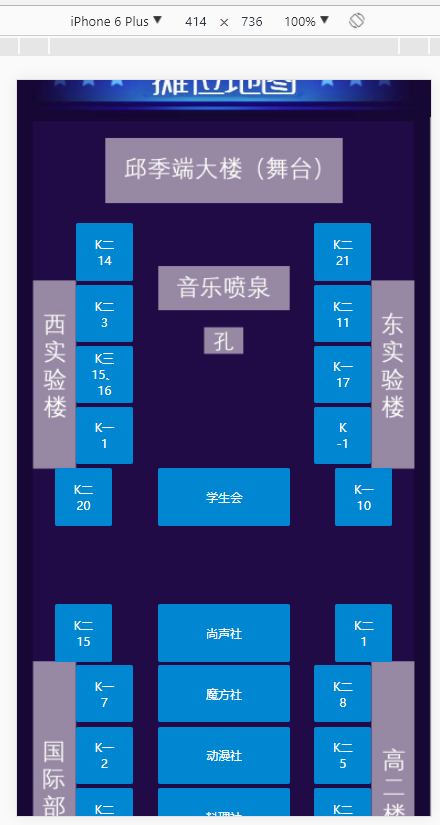 iPhone 6 Plus ▼ 414 × 736 100% ▼
摊位地图
邱季端大楼（舞台）
K二
14
K二
21
音乐喷泉
K二
3
K二
11
孔
西实验楼
东实验楼
K三
15、
16
K一
17
K一
1
K
-1
K二
20
学生会
K一
10
K二
15
尚声社
K二
1
K一
7
魔方社
K二
8
国际部
高二楼
K一
2
动漫社
K二
5
K二
料理社
K二